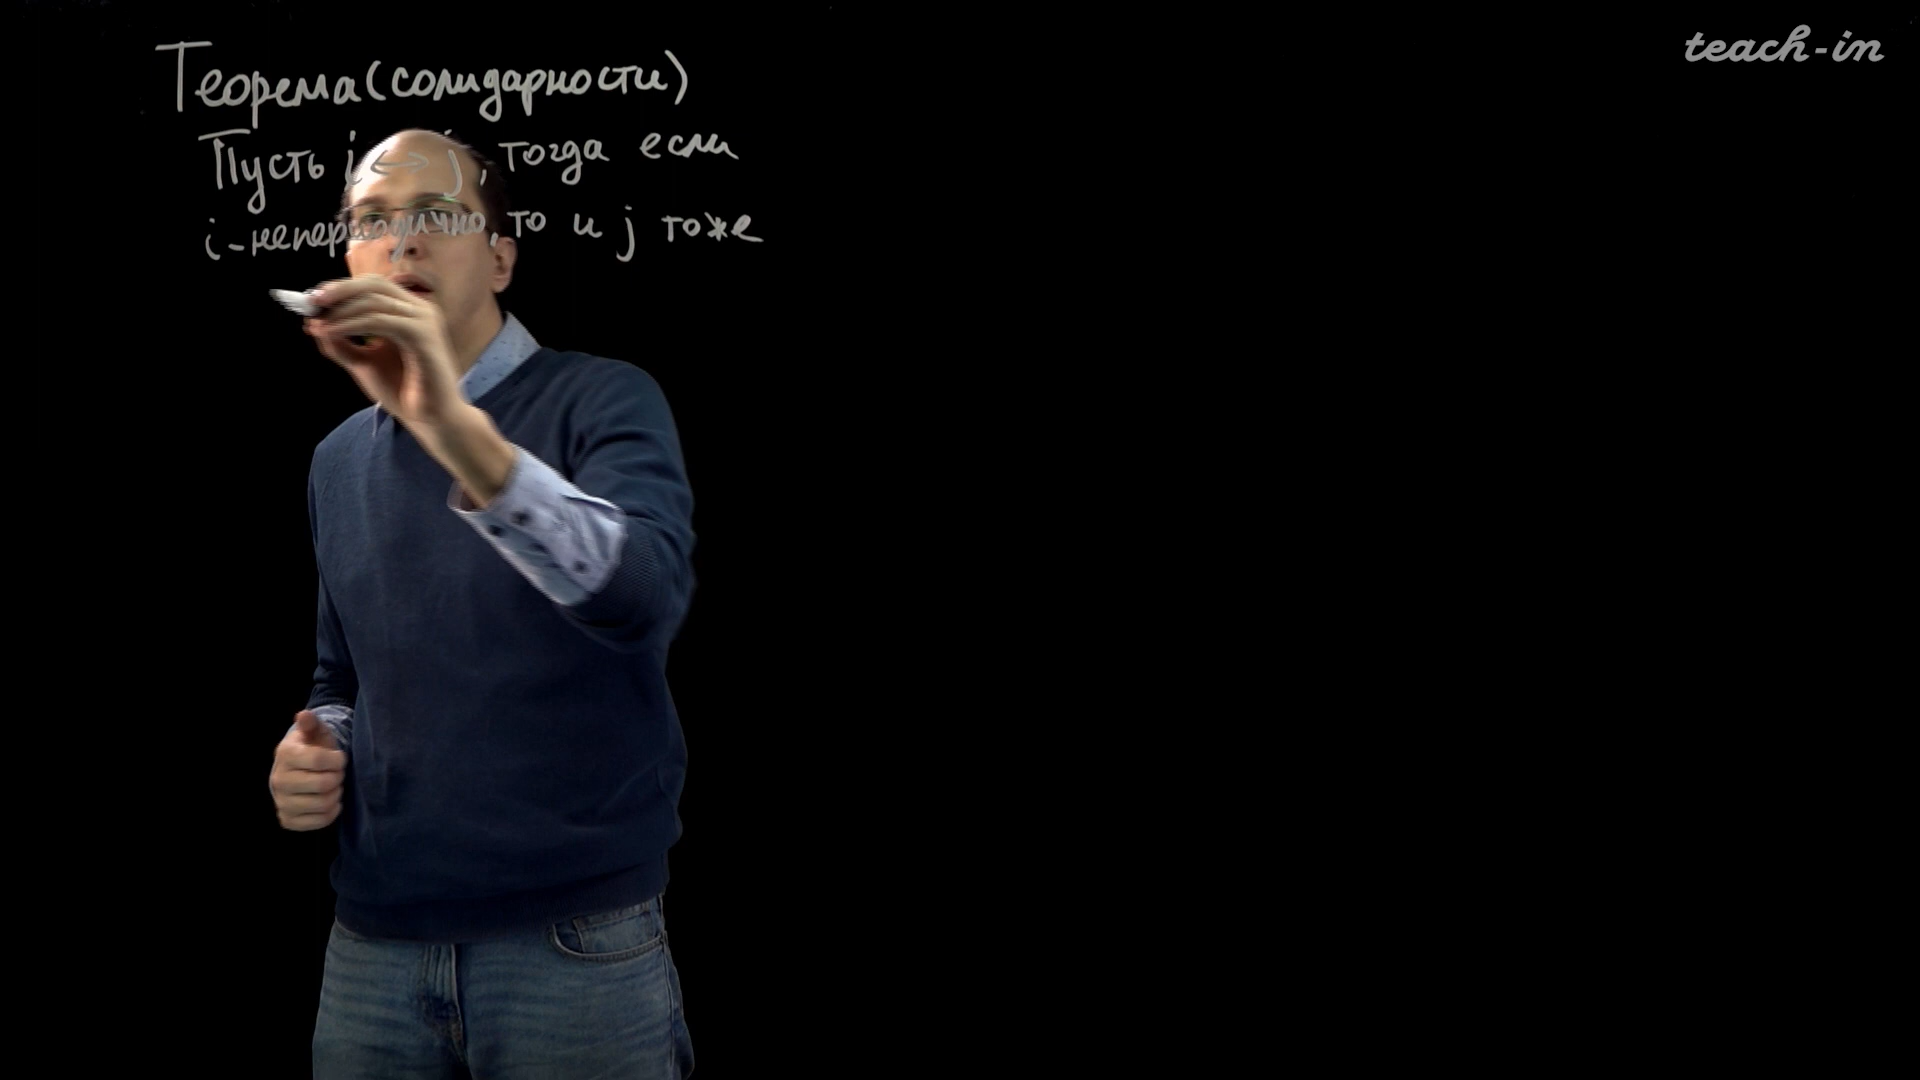 teach-in
Теорема (солидарности)
Пусть i ↔ j, тогда если
i - непериодично, то и j тоже